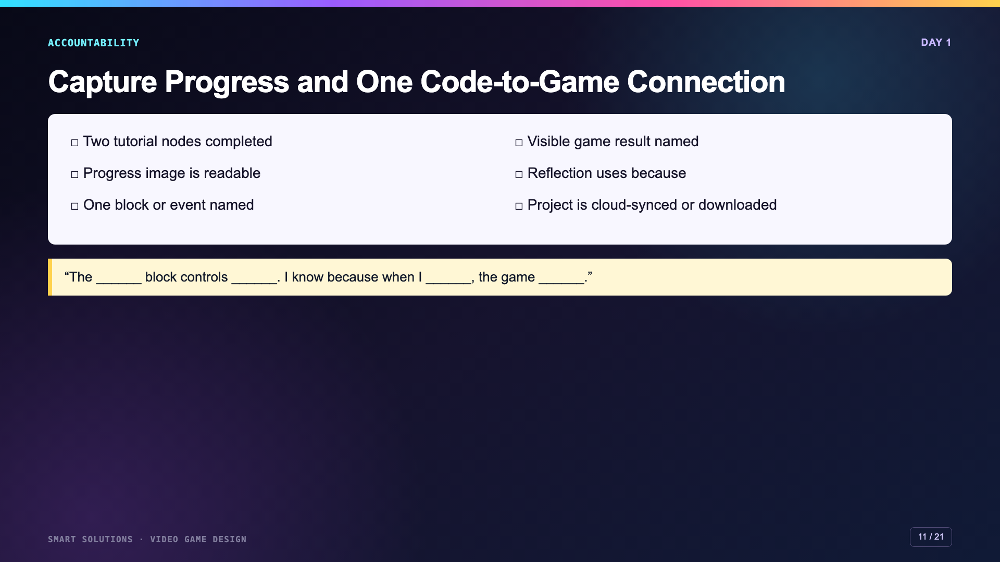 ACCOUNTABILITY
DAY 1
Capture Progress and One Code-to-Game Connection
□ Two tutorial nodes completed
□ Progress image is readable
□ One block or event named
□ Visible game result named
□ Reflection uses because
□ Project is cloud-synced or downloaded
“The ______ block controls ______. I know because when I ______, the game ______.”
SMART SOLUTIONS · VIDEO GAME DESIGN
11 / 21